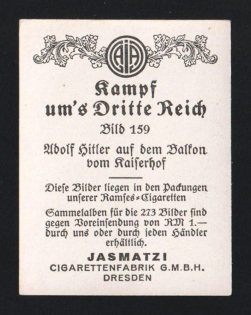 Kampf
um's Dritte Reich
Bild 159
Adolf Hitler auf dem Balkon
vom Kaiserhof
Diese Bilder liegen in den Packungen
unserer Ramses-Cigaretten
Sammelalben für die 273 Bilder sind
gegen Voreinsendung von RM 1.—
durch uns oder durch jeden Händler
erhältlich.
JASMATZI
CIGARETTENFABRIK G.M.B.H.
DRESDEN